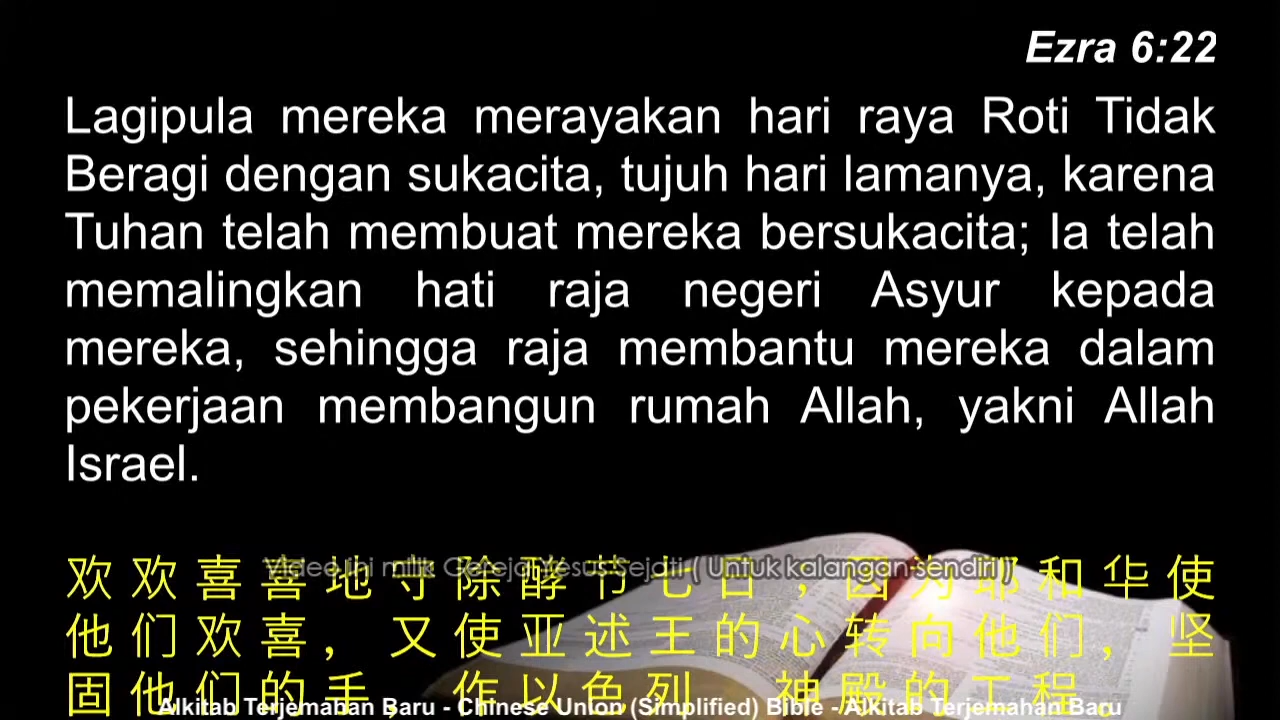 Ezra 6:22
Lagipula mereka merayakan hari raya Roti Tidak
Beragi dengan sukacita, tujuh hari lamanya, karena
Tuhan telah membuat mereka bersukacita; Ia telah
memalingkan hati raja negeri Asyur kepada
mereka, sehingga raja membantu mereka dalam
pekerjaan membangun rumah Allah, yakni Allah
Israel.
欢欢喜喜地守除酵节七日，因为耶和华使
Video ini milik Gereja Yesus Sejati ( Untuk kalangan sendiri )
他们欢喜，又使亚述王的心转向他们，坚
固他们的手，作以色列　神殿的工程。
Alkitab Terjemahan Baru - Chinese Union (Simplified) Bible - Alkitab Terjemahan Baru